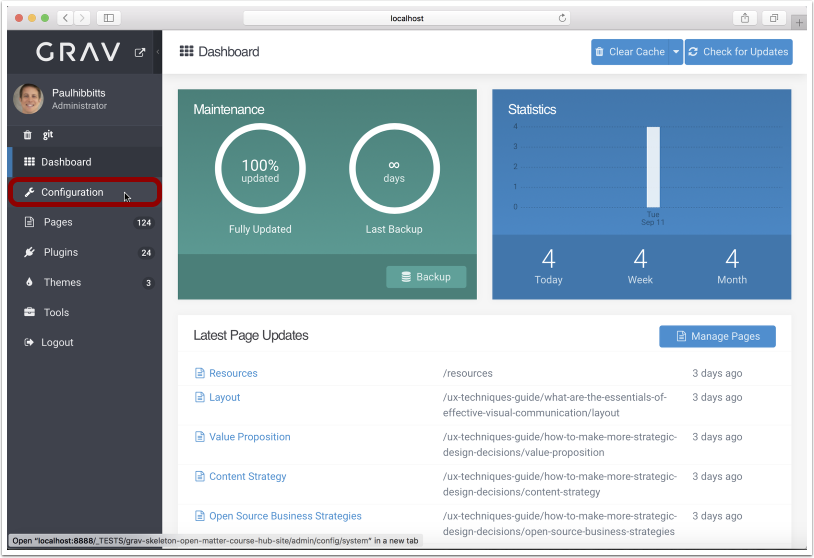 localhost
GRAV
Dashboard
Clear Cache
Check for Updates
Paulhibbitts
Administrator
git
Dashboard
Configuration
Pages 124
Plugins 24
Themes 3
Tools
Logout
Maintenance
100%
updated
Fully Updated
∞
days
Last Backup
Backup
Statistics
4
3
2
1
0
Tue
Sep 11
4
Today
4
Week
4
Month
Latest Page Updates
Manage Pages
Resources /resources 3 days ago
Layout /ux-techniques-guide/what-are-the-essentials-of- 3 days ago
effective-visual-communication/layout
Value Proposition /ux-techniques-guide/how-to-make-more-strategic- 3 days ago
design-decisions/value-proposition
Content Strategy /ux-techniques-guide/how-to-make-more-strategic- 3 days ago
design-decisions/content-strategy
Open Source Business Strategies /ux-techniques-guide/how-to-make-more-strategic- 3 days ago
design-decisions/open-source-business-strategies
Open "localhost:8888/_TESTS/grav-skeleton-open-matter-course-hub-site/admin/config/system" in a new tab